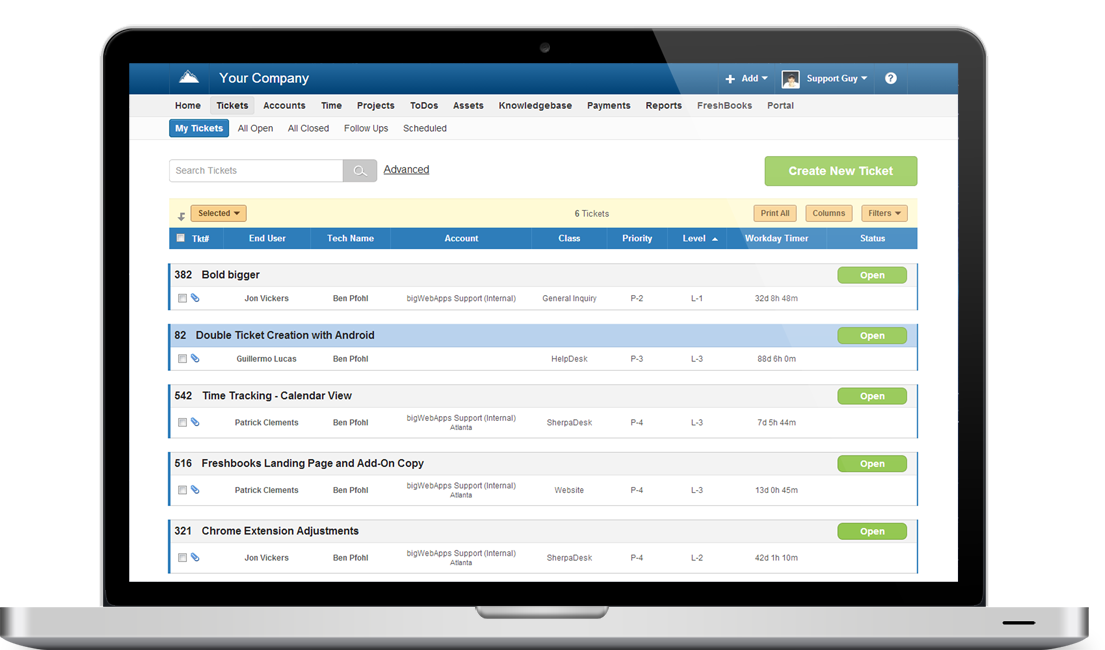 Your Company
Add Support Guy ?
Home Tickets Accounts Time Projects ToDos Assets Knowledgebase Payments Reports FreshBooks Portal
My Tickets All Open All Closed Follow Ups Scheduled
Search Tickets Advanced Create New Ticket
Selected 6 Tickets Print All Columns Filters
Tkt# End User Tech Name Account Class Priority Level Workday Timer Status
382 Bold bigger Open
Jon Vickers Ben Pfohl bigWebApps Support (Internal) General Inquiry P-2 L-1 32d 8h 48m
82 Double Ticket Creation with Android Open
Guillermo Lucas Ben Pfohl HelpDesk P-3 L-3 88d 6h 0m
542 Time Tracking - Calendar View Open
Patrick Clements Ben Pfohl bigWebApps Support (Internal) SherpaDesk P-4 L-3 7d 5h 44m
Atlanta
516 Freshbooks Landing Page and Add-On Copy Open
Patrick Clements Ben Pfohl bigWebApps Support (Internal) Website P-4 L-3 13d 0h 45m
Atlanta
321 Chrome Extension Adjustments Open
Jon Vickers Ben Pfohl bigWebApps Support (Internal) SherpaDesk P-4 L-2 42d 1h 10m
Atlanta